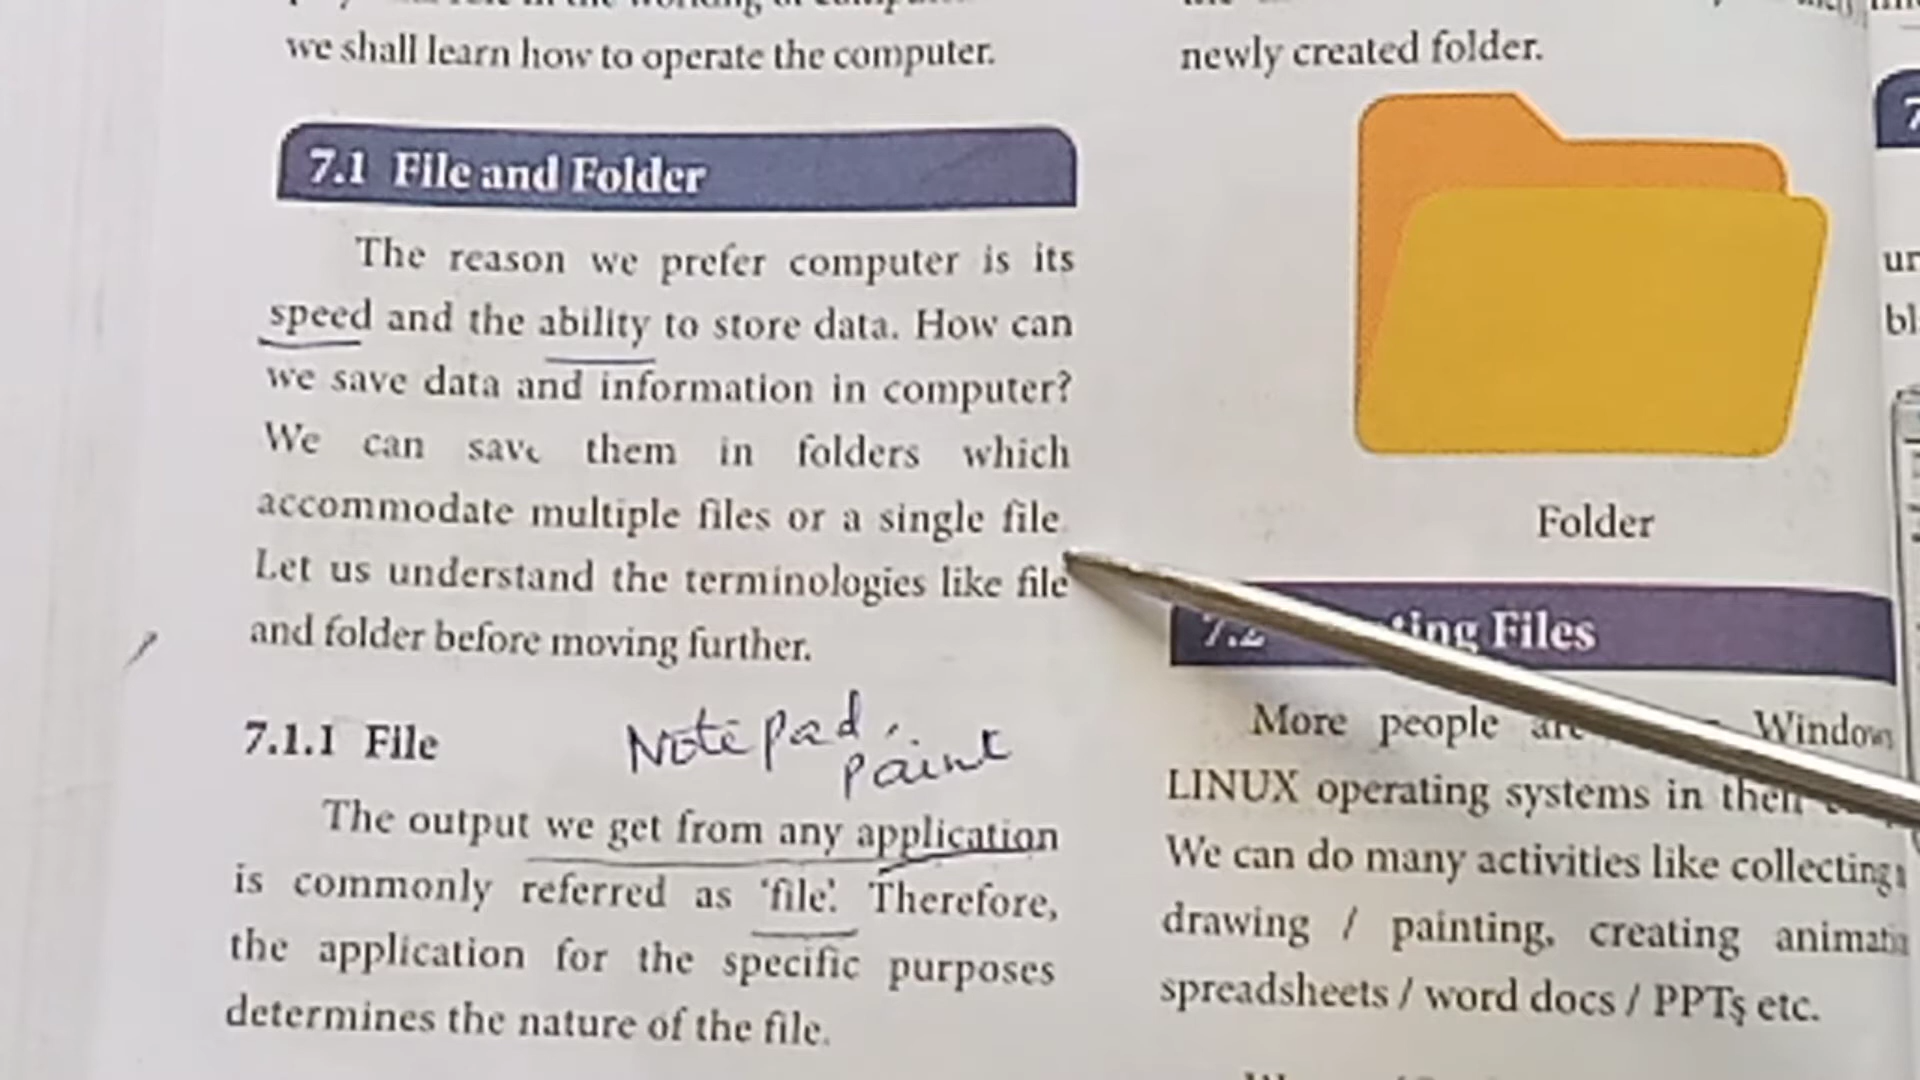 we shall learn how to operate the computer.
7.1 File and Folder
The reason we prefer computer is its
speed and the ability to store data. How can
we save data and information in computer?
We can save them in folders which
accommodate multiple files or a single file
Let us understand the terminologies like file
and folder before moving further.
7.1.1 File
Notepad,
paint
The output we get from any application
is commonly referred as 'file'. Therefore,
the application for the specific purposes
determines the nature of the file.
newly created folder.
Folder
7.2 Files
More people are Windows
LINUX operating systems in their
We can do many activities like collecting
drawing / painting, creating
spreadsheets / word docs / PPTs etc.